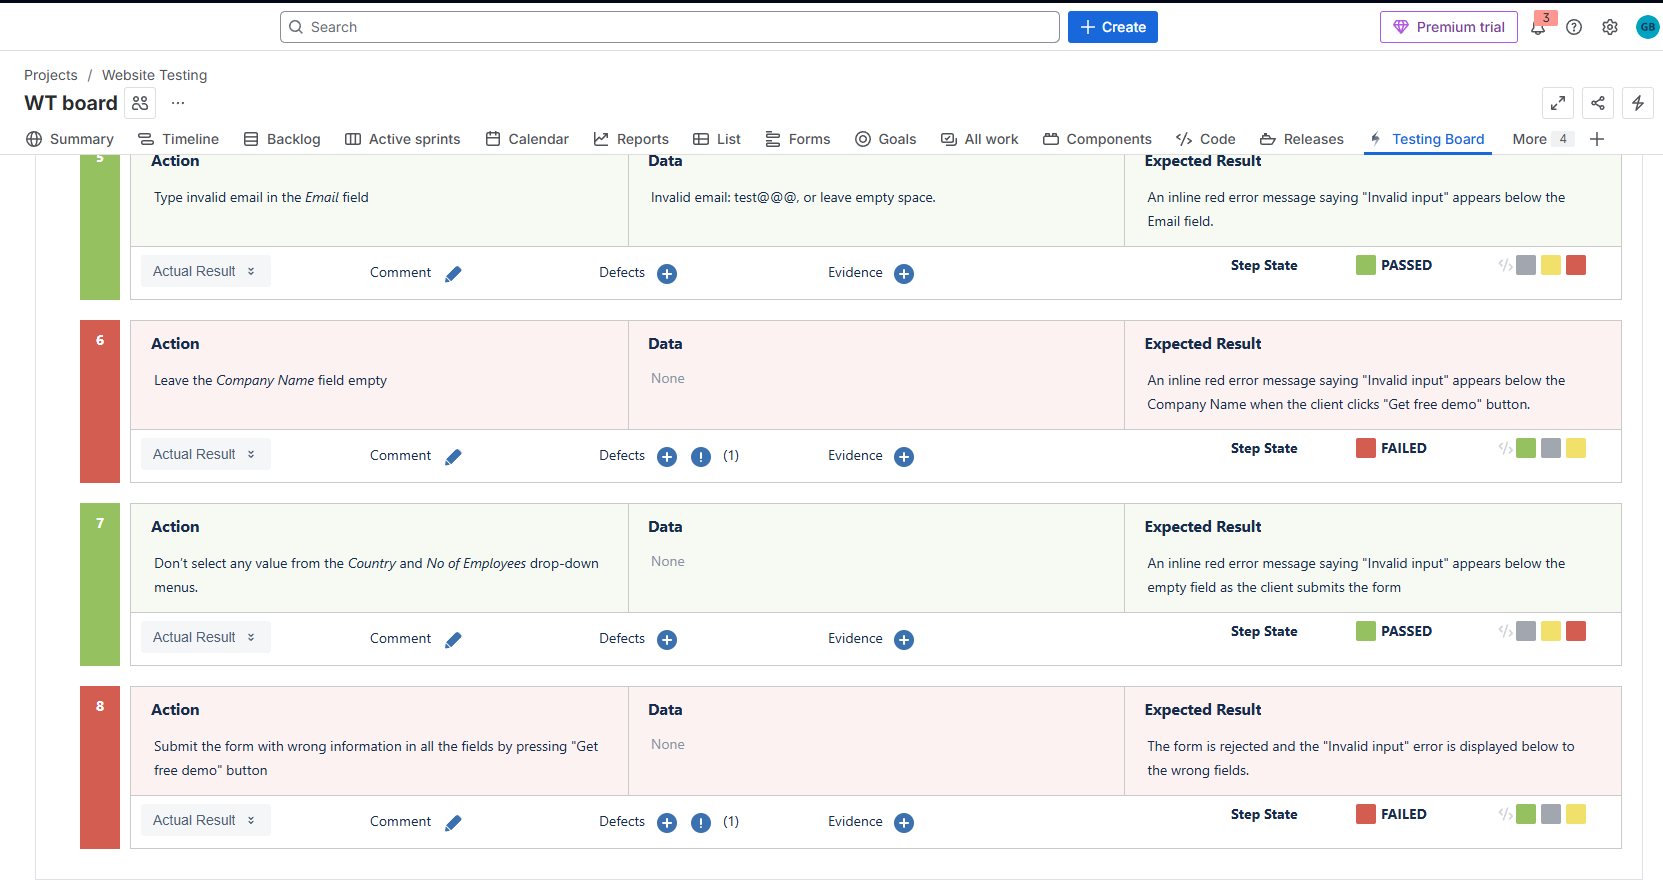 Search
Create
Premium trial
3
GB
Projects / Website Testing
WT board
Summary
Timeline
Backlog
Active sprints
Calendar
Reports
List
Forms
Goals
All work
Components
Code
Releases
Testing Board
More 4
5
Action
Data
Expected Result
Type invalid email in the Email field
Invalid email: test@@@, or leave empty space.
An inline red error message saying "Invalid input" appears below the
Email field.
Actual Result
Comment
Defects
Evidence
Step State
PASSED
6
Action
Data
Expected Result
Leave the Company Name field empty
None
An inline red error message saying "Invalid input" appears below the
Company Name when the client clicks "Get free demo" button.
Actual Result
Comment
Defects
(1)
Evidence
Step State
FAILED
7
Action
Data
Expected Result
Don't select any value from the Country and No of Employees drop-down
menus.
None
An inline red error message saying "Invalid input" appears below the
empty field as the client submits the form
Actual Result
Comment
Defects
Evidence
Step State
PASSED
8
Action
Data
Expected Result
Submit the form with wrong information in all the fields by pressing "Get
free demo" button
None
The form is rejected and the "Invalid input" error is displayed below to
the wrong fields.
Actual Result
Comment
Defects
(1)
Evidence
Step State
FAILED